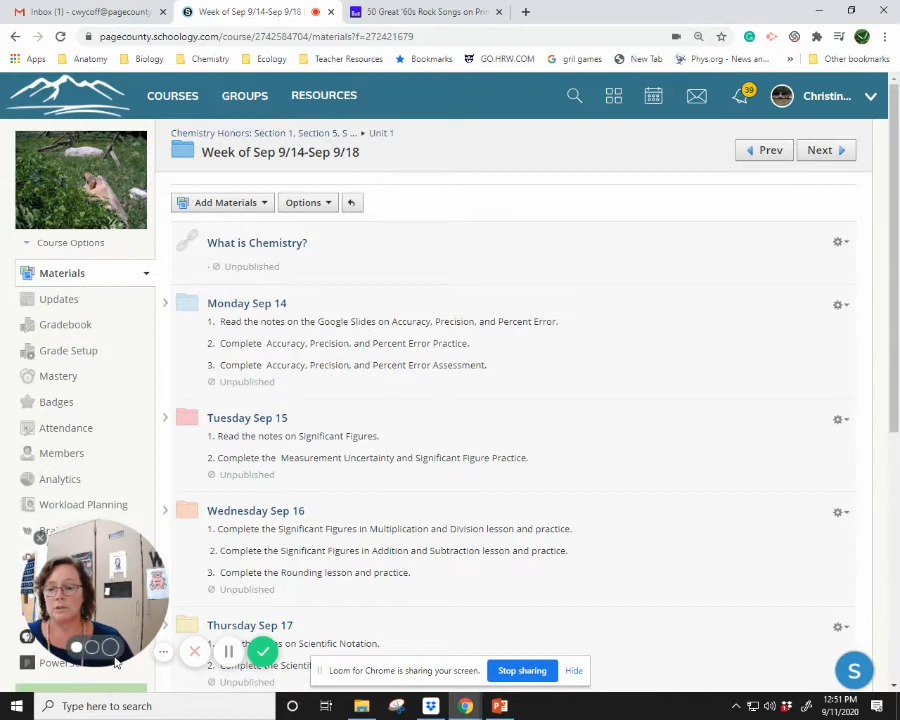 Inbox (1) - cwycoff@pagecounty
Week of Sep 9/14-Sep 9/18
50 Great '60s Rock Songs on Prim
pagecounty.schoology.com/course/2742584704/materials?f=272421679
Apps
Anatomy
Biology
Chemistry
Ecology
Teacher Resources
Bookmarks
GO.HRW.COM
gril games
New Tab
Phys.org - News an...
Other bookmarks
COURSES
GROUPS
RESOURCES
39
Christin...
Chemistry Honors: Section 1, Section 5, S ... ▸ Unit 1
Week of Sep 9/14-Sep 9/18
Prev
Next
Add Materials
Options
Course Options
Materials
Updates
Gradebook
Grade Setup
Mastery
Badges
Attendance
Members
Analytics
Workload Planning
What is Chemistry?
· Unpublished
Monday Sep 14
1. Read the notes on the Google Slides on Accuracy, Precision, and Percent Error.
2. Complete Accuracy, Precision, and Percent Error Practice.
3. Complete Accuracy, Precision, and Percent Error Assessment.
Unpublished
Tuesday Sep 15
1. Read the notes on Significant Figures.
2. Complete the Measurement Uncertainty and Significant Figure Practice.
Unpublished
Wednesday Sep 16
1. Complete the Significant Figures in Multiplication and Division lesson and practice.
2. Complete the Significant Figures in Addition and Subtraction lesson and practice.
3. Complete the Rounding lesson and practice.
Unpublished
Thursday Sep 17
notes on Scientific Notation.
Unpublished
Loom for Chrome is sharing your screen.
Stop sharing
Hide
S
Type here to search
12:51 PM
9/11/2020